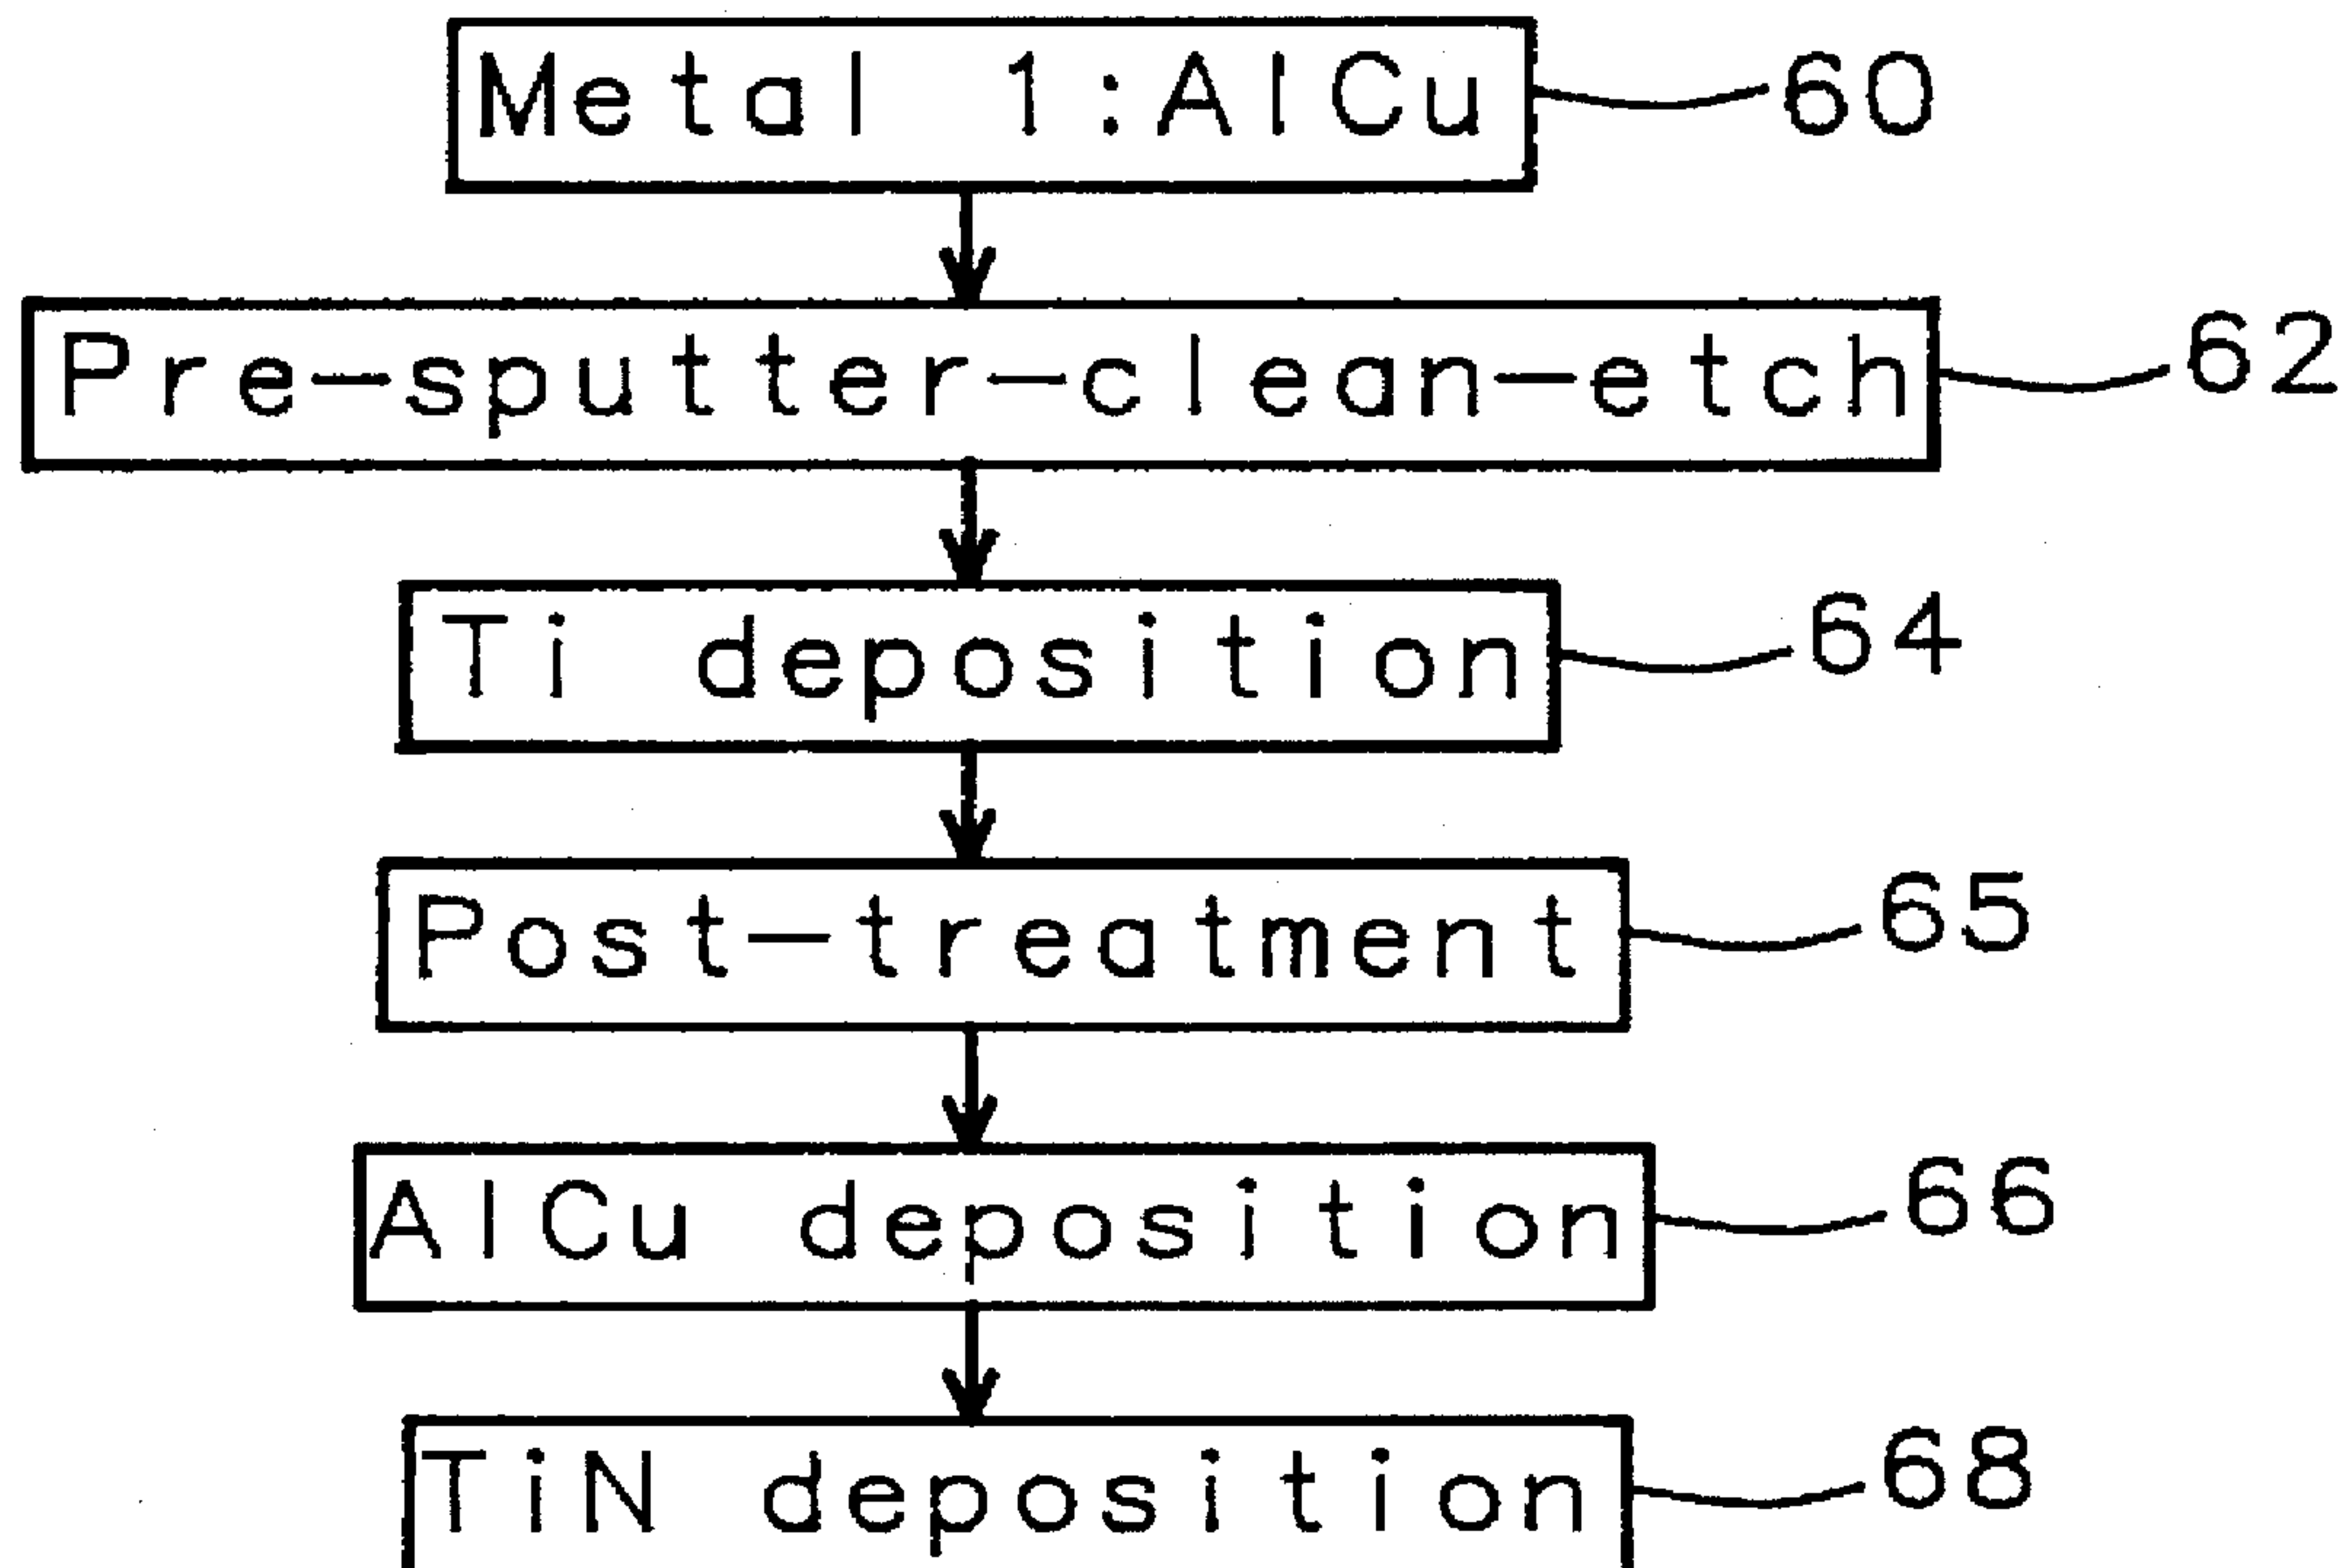 Metal 1:AlCu 60
Pre-sputter-clean-etch 62
Ti deposition 64
Post-treatment 65
AlCu deposition 66
TiN deposition 68